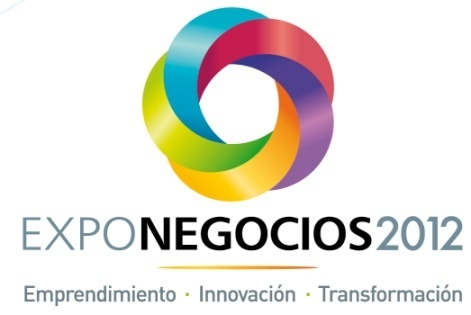 EXPONEGOCIOS2012
Emprendimiento · Innovación · Transformación